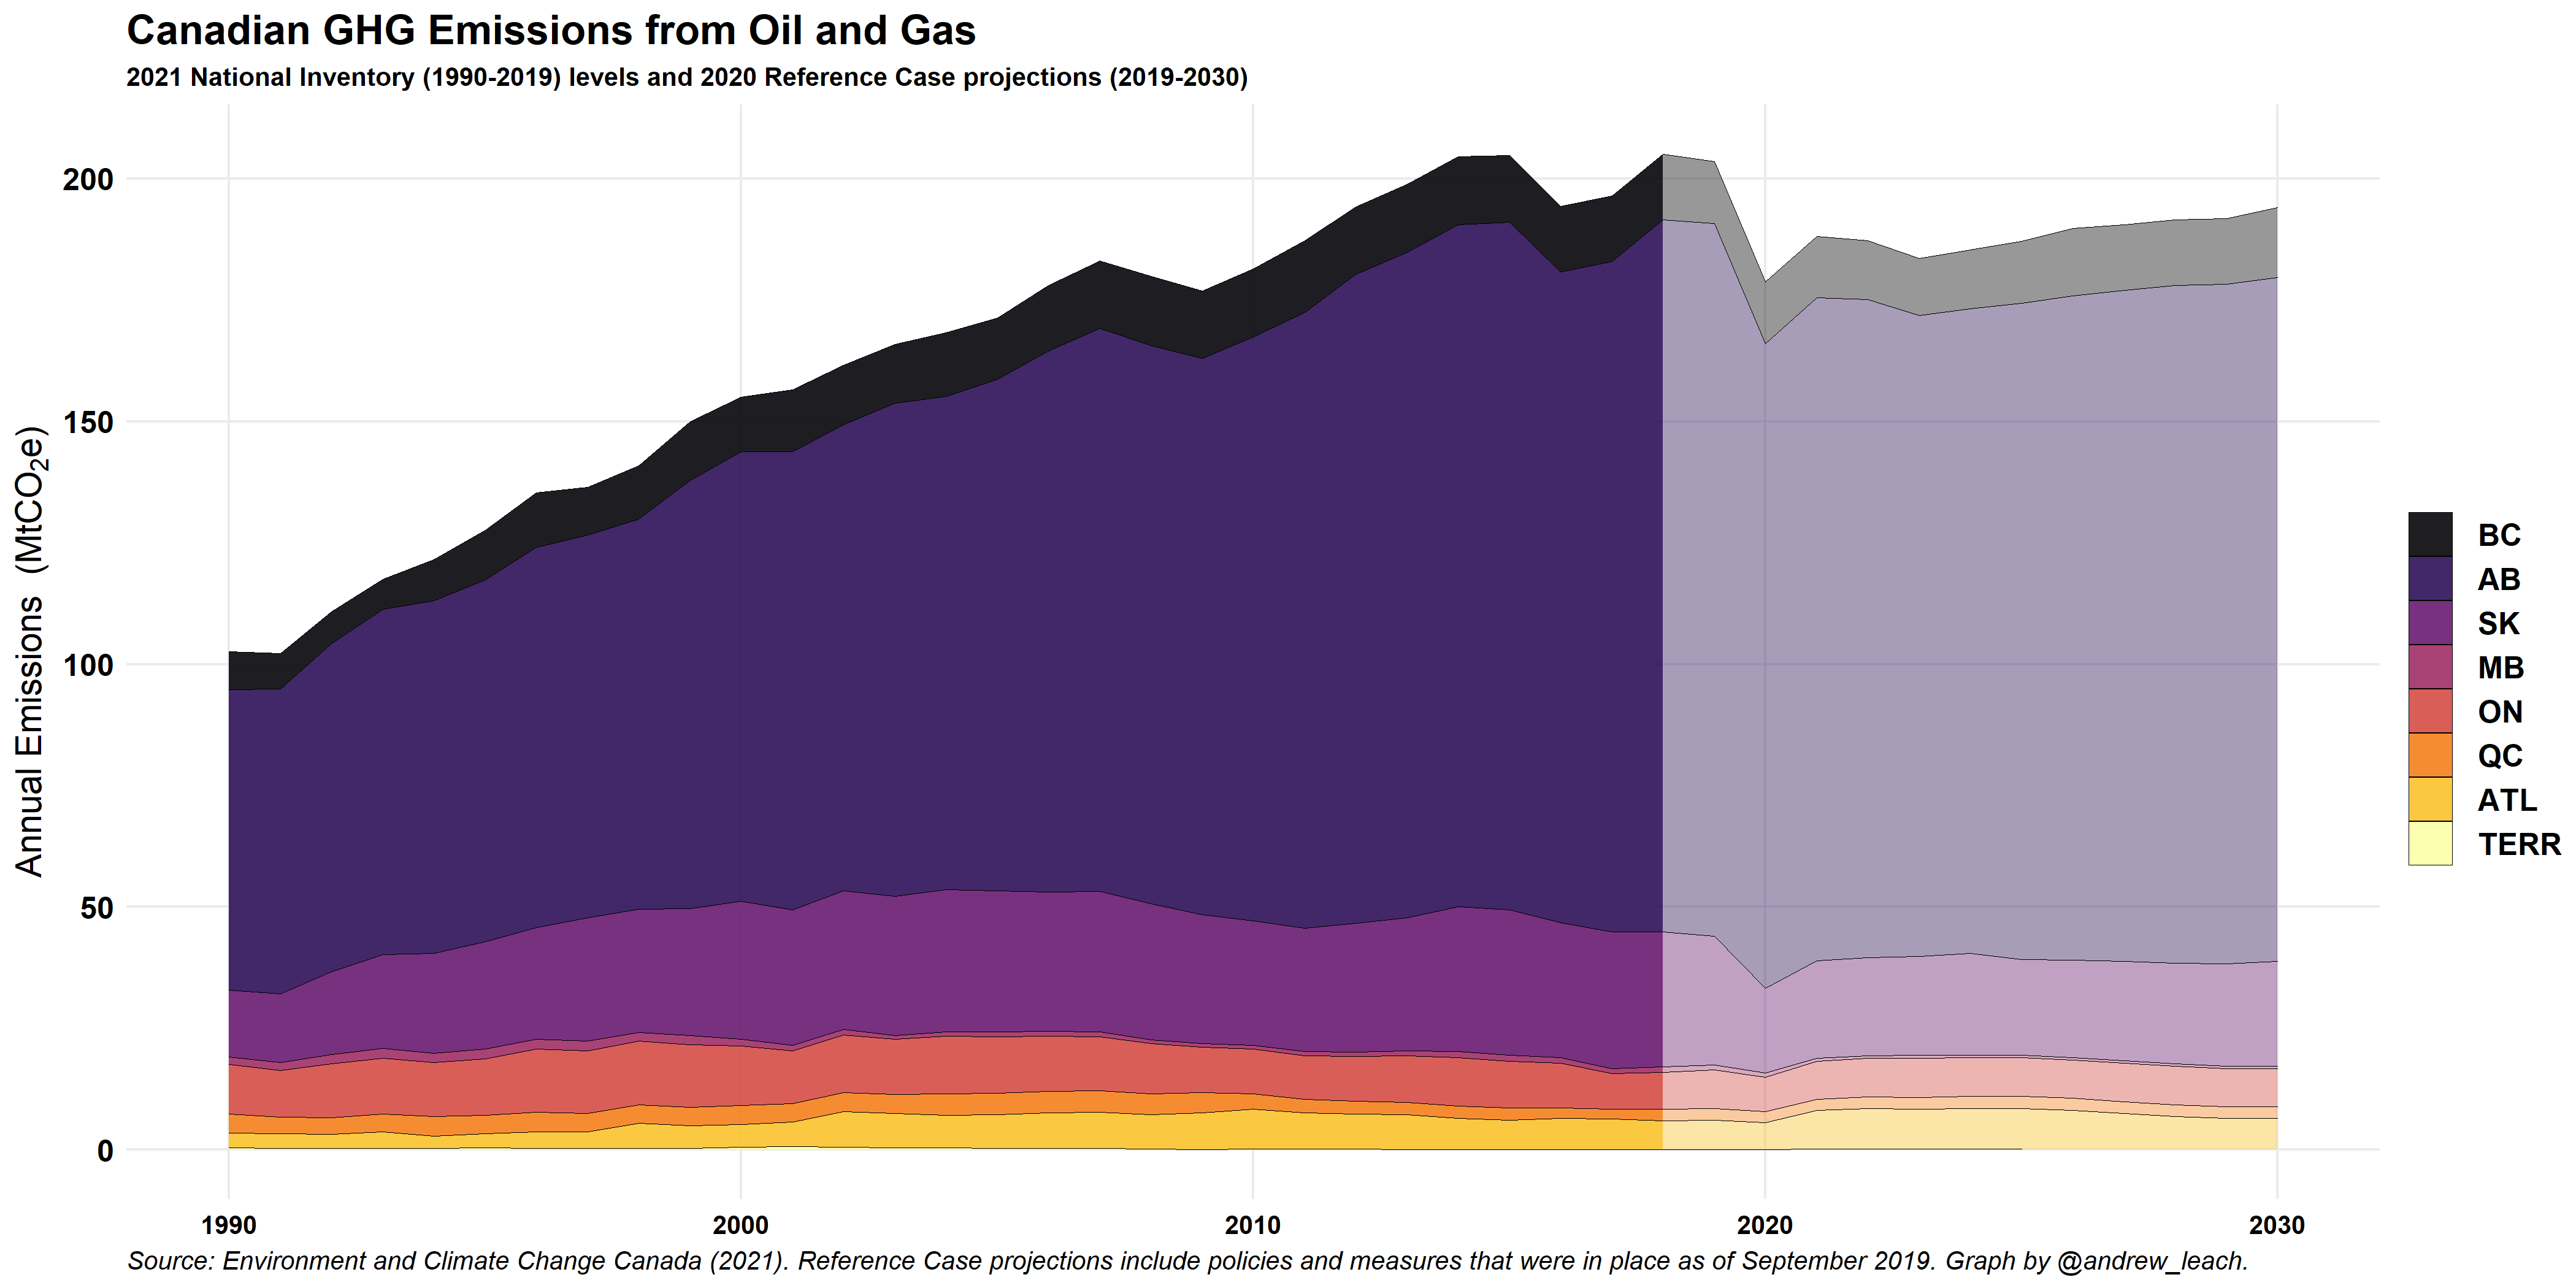 Canadian GHG Emissions from Oil and Gas
2021 National Inventory (1990-2019) levels and 2020 Reference Case projections (2019-2030)
Annual Emissions (MtCO₂e)
200
150
100
50
0
BC
AB
SK
MB
ON
QC
ATL
TERR
1990 2000 2010 2020 2030
Source: Environment and Climate Change Canada (2021). Reference Case projections include policies and measures that were in place as of September 2019. Graph by @andrew_leach.